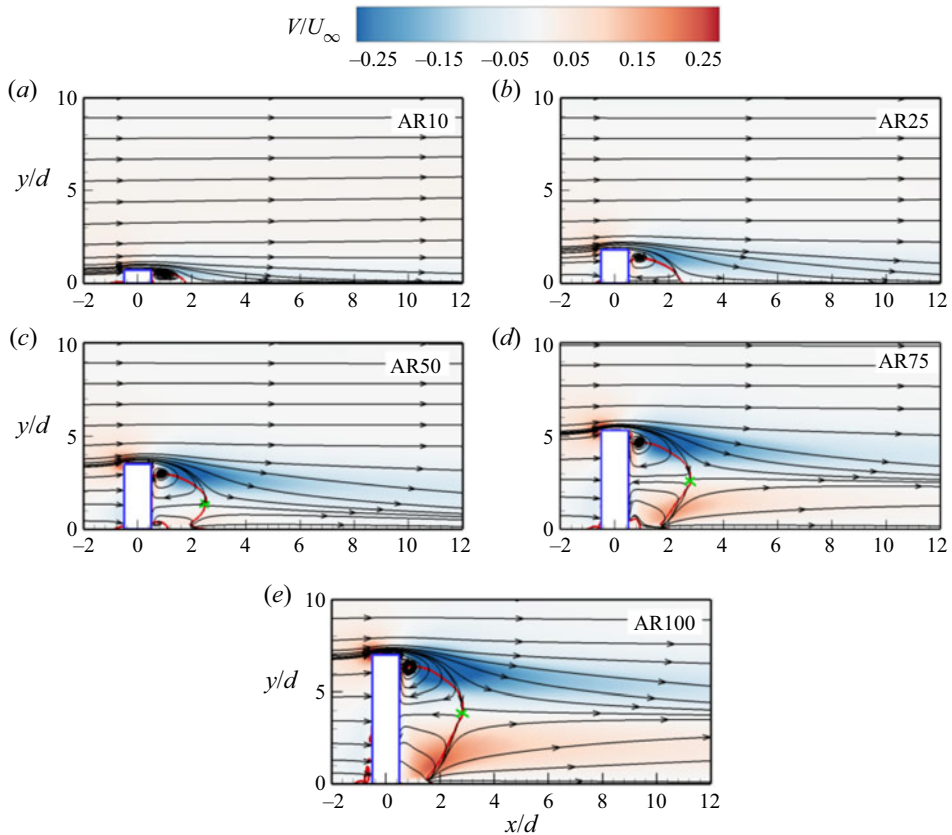 V/U∞
−0.25 −0.15 −0.05 0.05 0.15 0.25
(a) (b)
10 10
AR10 AR25
y/d 5 5
0 0
−2 0 2 4 6 8 10 12 −2 0 2 4 6 8 10 12
(c) (d)
10 10
AR50 AR75
y/d 5 5
0 0
−2 0 2 4 6 8 10 12 −2 0 2 4 6 8 10 12
(e)
10
AR100
y/d 5
0
−2 0 2 4 6 8 10 12
x/d